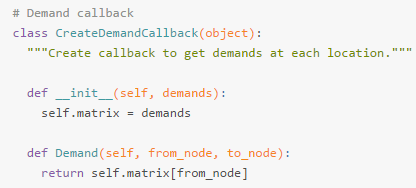 # Demand callback
class CreateDemandCallback(object):
  """Create callback to get demands at each location."""

  def __init__(self, demands):
    self.matrix = demands

  def Demand(self, from_node, to_node):
    return self.matrix[from_node]